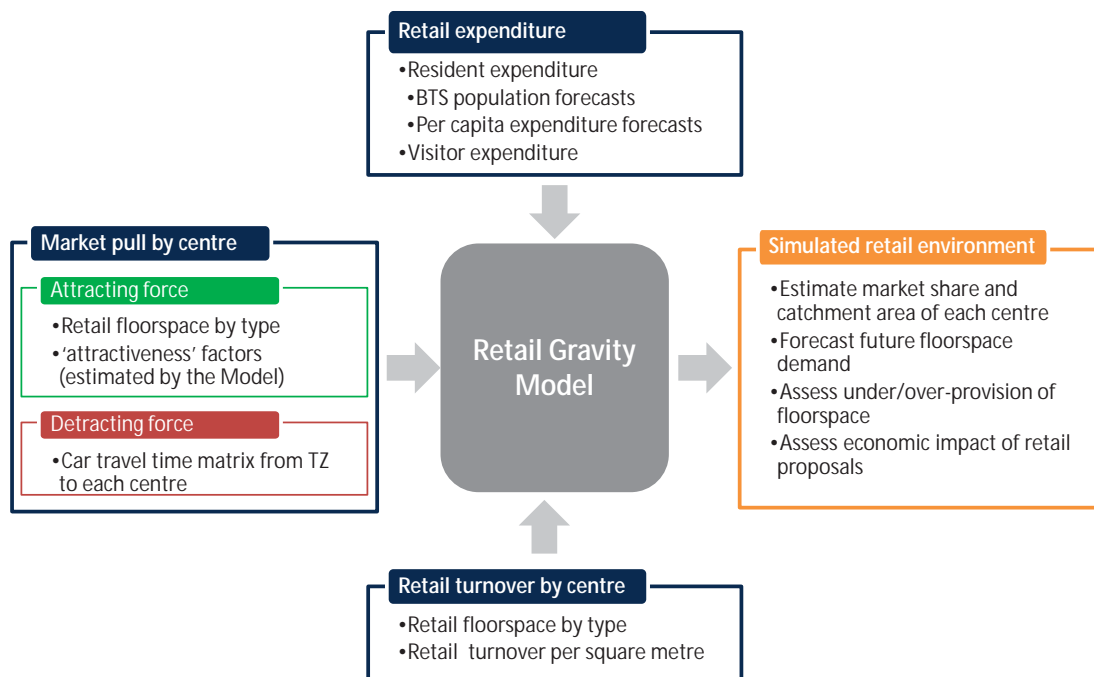 Retail expenditure
•Resident expenditure
•BTS population forecasts
•Per capita expenditure forecasts
•Visitor expenditure
Market pull by centre
Attracting force
•Retail floorspace by type
•‘attractiveness’ factors
(estimated by the Model)
Detracting force
•Car travel time matrix from TZ
to each centre
Retail Gravity
Model
Simulated retail environment
•Estimate market share and
catchment area of each centre
•Forecast future floorspace
demand
•Assess under/over-provision of
floorspace
•Assess economic impact of retail
proposals
Retail turnover by centre
•Retail floorspace by type
•Retail turnover per square metre